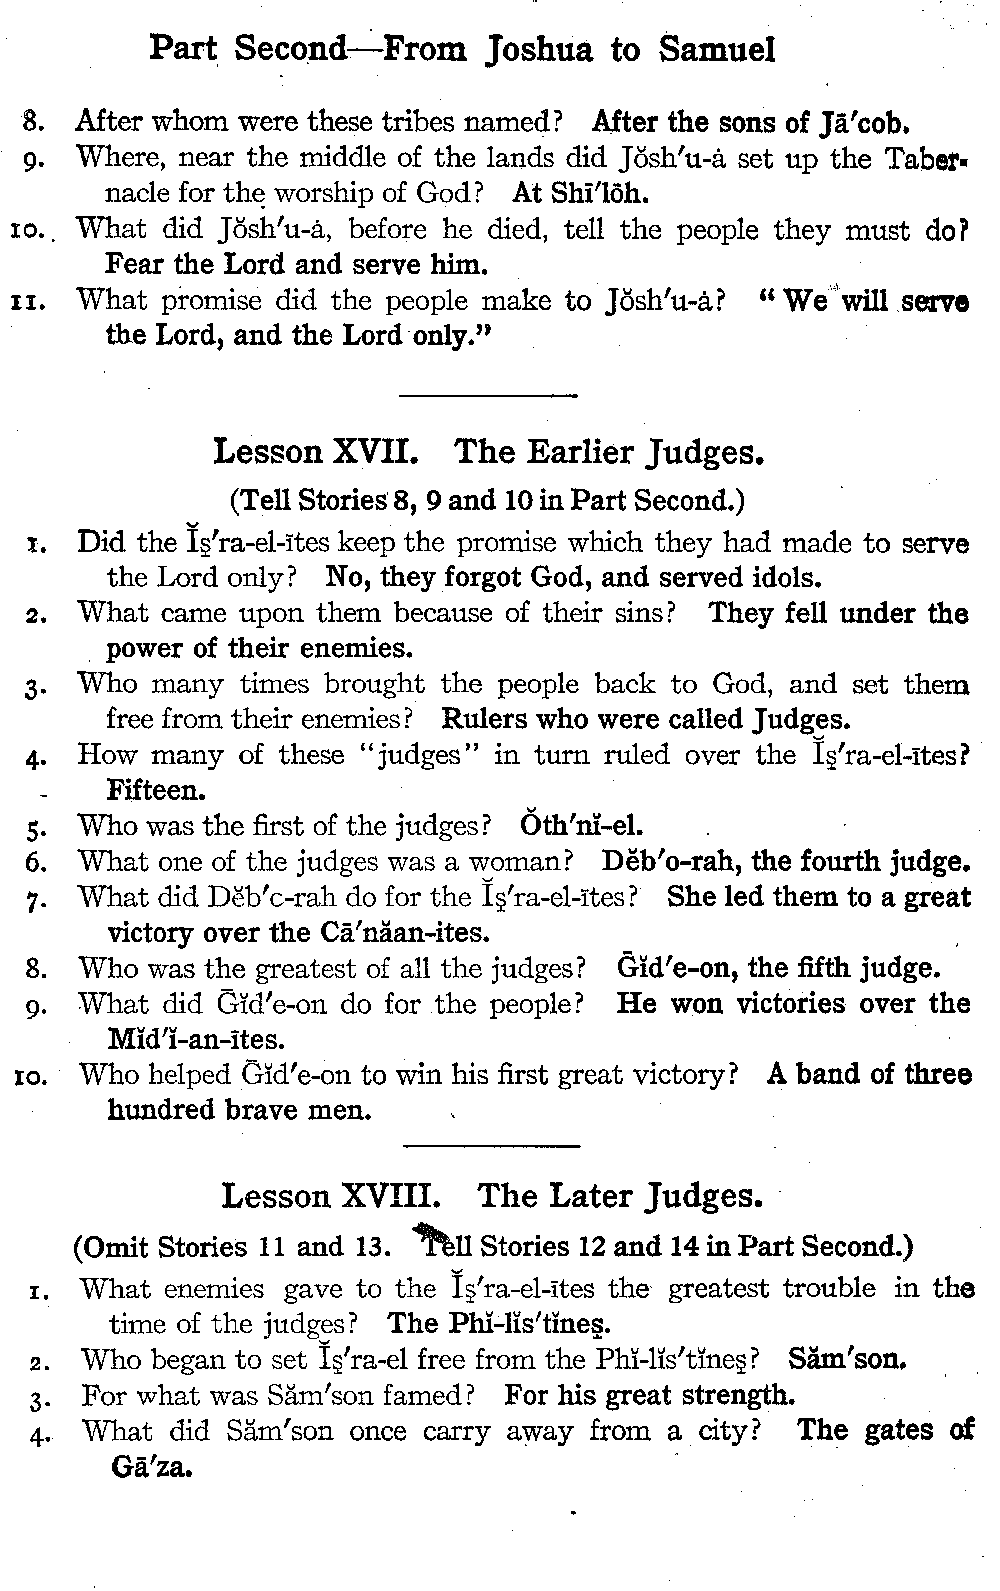 Part Second—From Joshua to Samuel
8. After whom were these tribes named? After the sons of Jā′cob.
9. Where, near the middle of the lands did Jŏsh′u-ȧ set up the Taber-
nacle for the worship of God? At Shī′lōh.
10. What did Jŏsh′u-ȧ, before he died, tell the people they must do?
Fear the Lord and serve him.
11. What promise did the people make to Jŏsh′u-ȧ? “We will serve
the Lord, and the Lord only.”
Lesson XVII. The Earlier Judges.
(Tell Stories 8, 9 and 10 in Part Second.)
1. Did the Ĭş′ra-el-ītes keep the promise which they had made to serve
the Lord only? No, they forgot God, and served idols.
2. What came upon them because of their sins? They fell under the
power of their enemies.
3. Who many times brought the people back to God, and set them
free from their enemies? Rulers who were called Judges.
4. How many of these “judges” in turn ruled over the Ĭş′ra-el-ītes?
Fifteen.
5. Who was the first of the judges? Ŏth′nĭ-el.
6. What one of the judges was a woman? Dĕb′o-rah, the fourth judge.
7. What did Dĕb′c-rah do for the Ĭş′ra-el-ītes? She led them to a great
victory over the Cā′năan-ites.
8. Who was the greatest of all the judges? Ḡĭd′e-on, the fifth judge.
9. What did Ḡĭd′e-on do for the people? He won victories over the
Mĭd′ĭ-an-ītes.
10. Who helped Ḡĭd′e-on to win his first great victory? A band of three
hundred brave men.
Lesson XVIII. The Later Judges.
(Omit Stories 11 and 13. Tell Stories 12 and 14 in Part Second.)
1. What enemies gave to the Ĭş′ra-el-ītes the greatest trouble in the
time of the judges? The Phĭ-lĭs′tĭneş.
2. Who began to set Ĭş′ra-el free from the Phĭ-lĭs′tĭneş? Săm′son.
3. For what was Săm′son famed? For his great strength.
4. What did Săm′son once carry away from a city? The gates of
Gā′za.